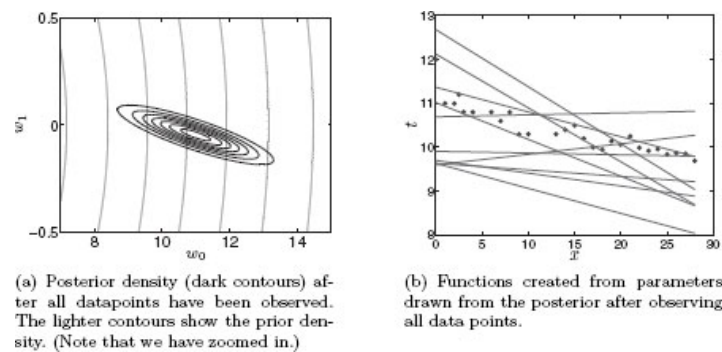 0.5
0
-0.5
w1
8
10
12
14
w0
13
12
11
10
9
8
t
0
5
10
15
20
25
30
x
(a) Posterior density (dark contours) af-
ter all datapoints have been observed.
The lighter contours show the prior den-
sity. (Note that we have zoomed in.)
(b) Functions created from parameters
drawn from the posterior after observing
all data points.